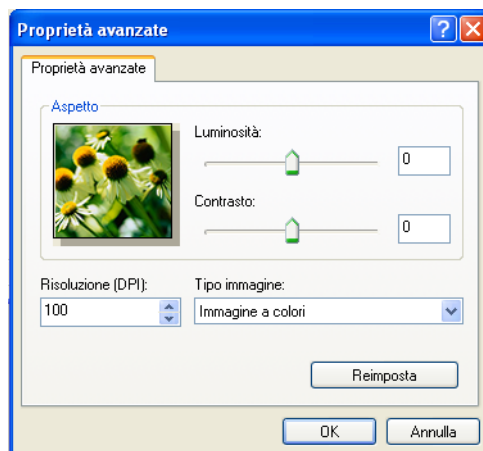 Proprietà avanzate
Proprietà avanzate
Aspetto
Luminosità:
0
Contrasto:
0
Risoluzione (DPI):
Tipo immagine:
100
Immagine a colori
Reimposta
OK
Annulla